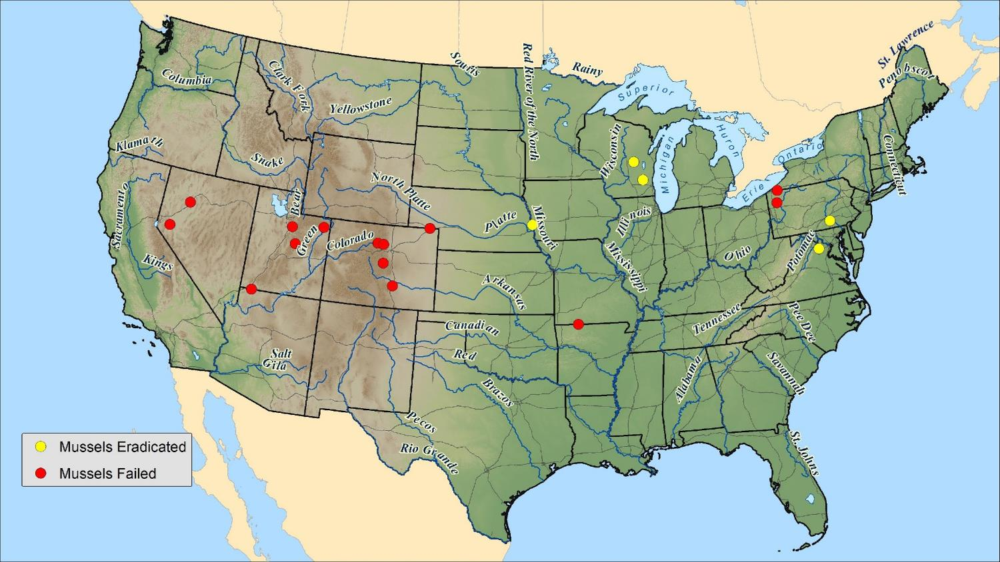 St. Lawrence
Penobscot
Souris
Red River of the North
Rainy
Superior
Clark Fork
Columbia
Yellowstone
Huron
Michigan
Wisconsin
Ontario
Connecticut
Klamath
Snake
Erie
Sacramento
Bear
North Platte
Platte
Missouri
Illinois
Green
Colorado
Kings
Ohio
Potomac
Mississippi
Arkansas
Tennessee
Pee Dee
Canadian
Red
Salt
Gila
Alabama
Savannah
Brazos
Pecos
Rio Grande
St. Johns
Mussels Eradicated
Mussels Failed